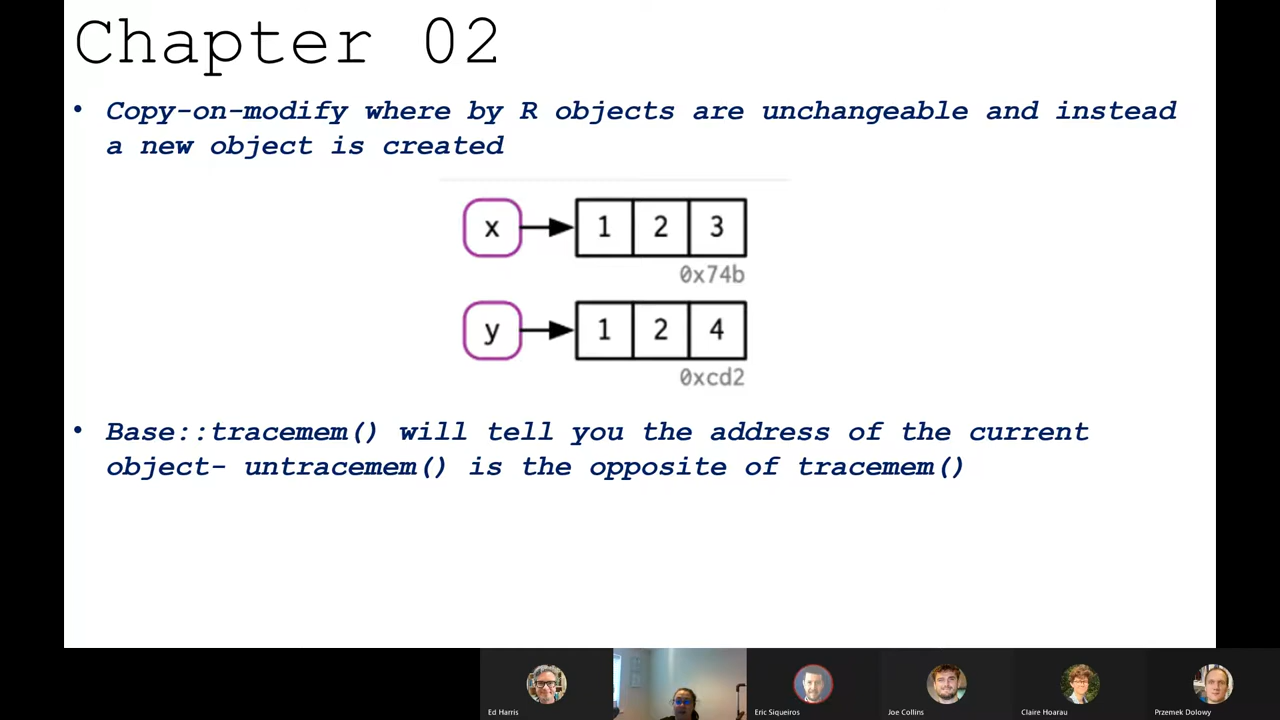 Chapter 02
• Copy-on-modify where by R objects are unchangeable and instead
a new object is created
x 1 2 3
0x74b
y 1 2 4
0xcd2
• Base::tracemem() will tell you the address of the current
object- untracemem() is the opposite of tracemem()
Ed Harris Eric Siqueiros Joe Collins Claire Hoarau Przemek Dolowy